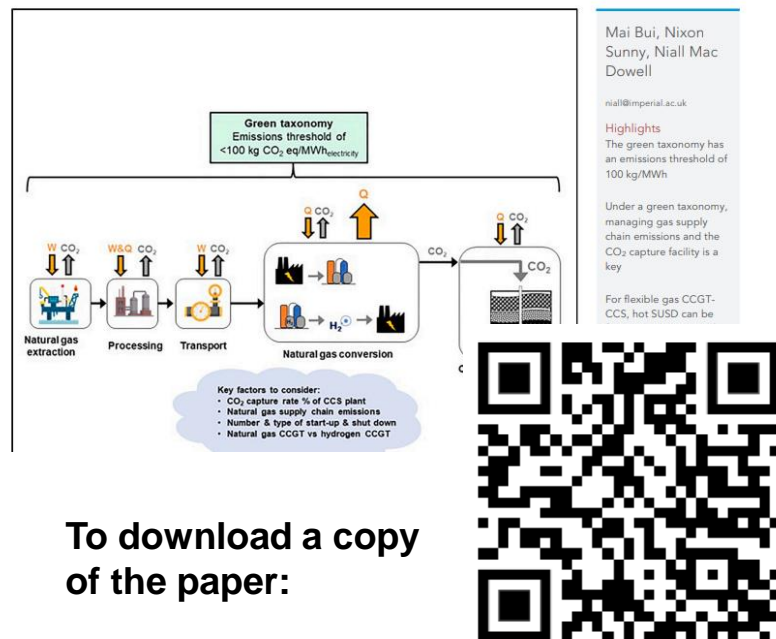 Green taxonomy
Emissions threshold of
<100 kg CO₂ eq/MWhelectricity
W CO₂
W&Q CO₂
W CO₂
Q CO₂
Q
Q CO₂
CO₂
CO₂
H₂
H₂
Natural gas
extraction
Processing
Transport
Natural gas conversion
Key factors to consider:
• CO₂ capture rate % of CCS plant
• Natural gas supply chain emissions
• Number & type of start-up & shut down
• Natural gas CCGT vs hydrogen CCGT
Mai Bui, Nixon
Sunny, Niall Mac
Dowell
niall@imperial.ac.uk
Highlights
The green taxonomy has
an emissions threshold of
100 kg/MWh
Under a green taxonomy,
managing gas supply
chain emissions and the
CO₂ capture facility is a
key
For flexible gas CCGT-
CCS, hot SUSD can be
To download a copy
of the paper: